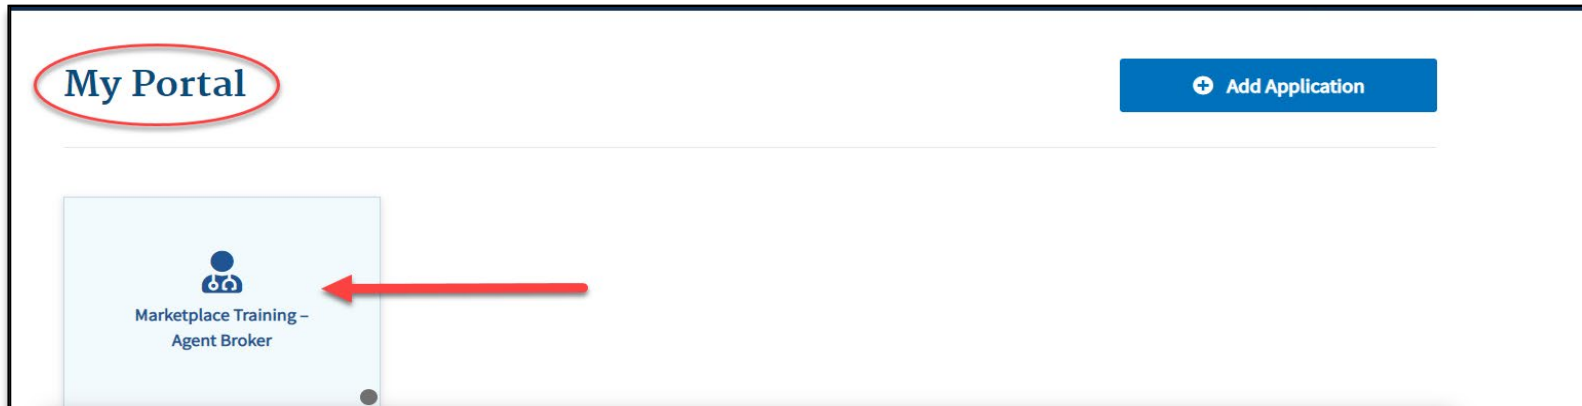 My Portal
Add Application
Marketplace Training –
Agent Broker